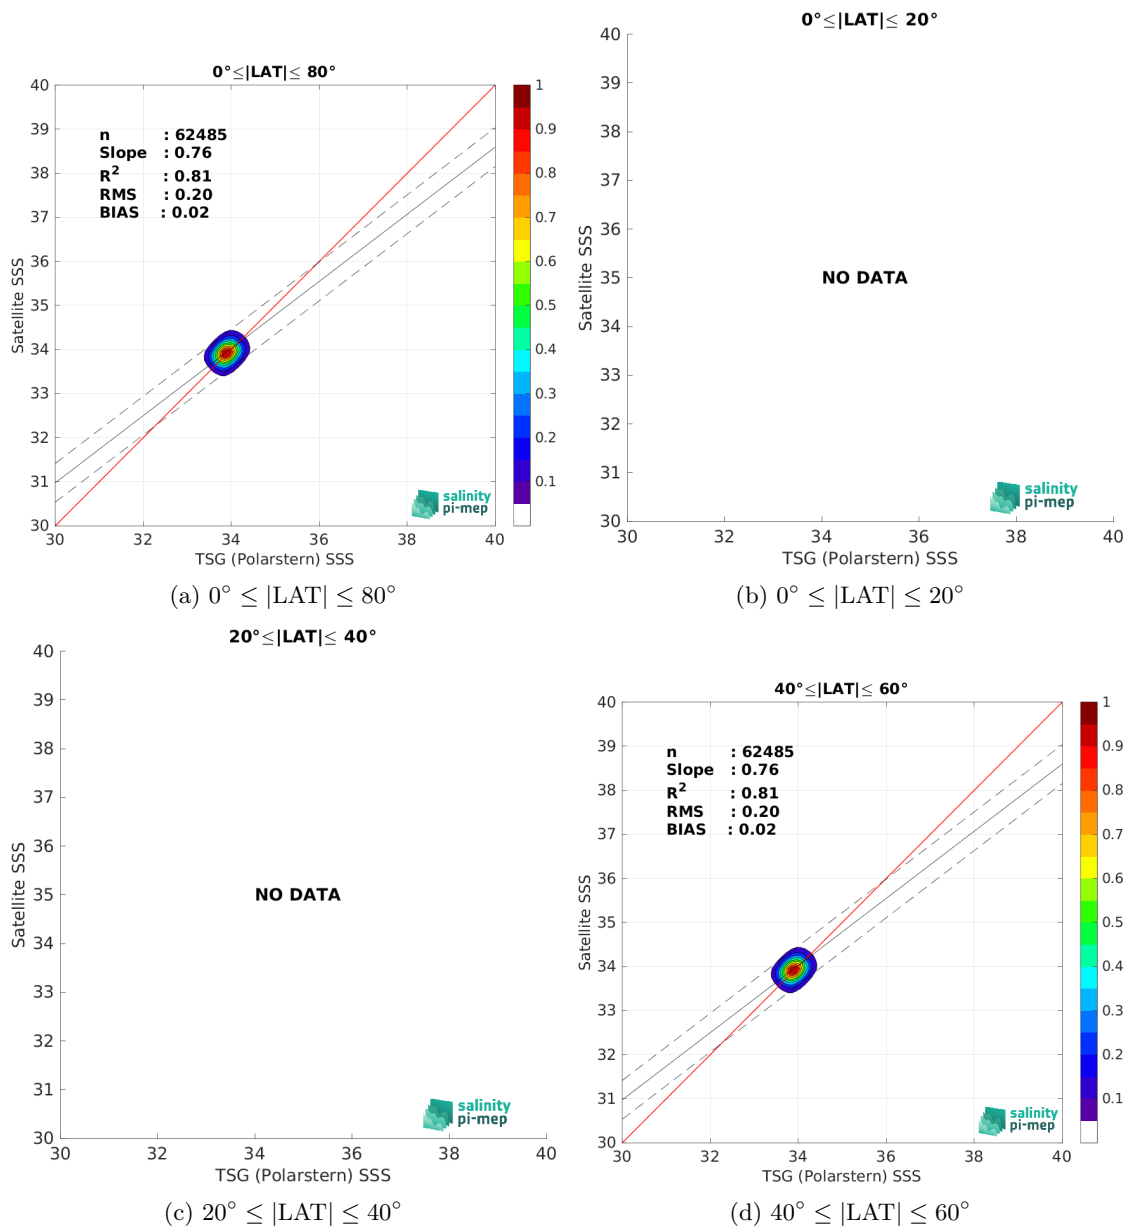 0°≤|LAT|≤ 80°
40
39
38
37
36
35
34
33
32
31
30
Satellite SSS
n : 62485
Slope : 0.76
R² : 0.81
RMS : 0.20
BIAS : 0.02
salinity
pi-mep
30 32 34 36 38 40
TSG (Polarstern) SSS
1
0.9
0.8
0.7
0.6
0.5
0.4
0.3
0.2
0.1
(a) 0° ≤ |LAT| ≤ 80°
0°≤|LAT|≤ 20°
40
39
38
37
36
35
34
33
32
31
30
Satellite SSS
NO DATA
salinity
pi-mep
30 32 34 36 38 40
TSG (Polarstern) SSS
(b) 0° ≤ |LAT| ≤ 20°
20°≤|LAT|≤ 40°
40
39
38
37
36
35
34
33
32
31
30
Satellite SSS
NO DATA
salinity
pi-mep
30 32 34 36 38 40
TSG (Polarstern) SSS
(c) 20° ≤ |LAT| ≤ 40°
40°≤|LAT|≤ 60°
40
39
38
37
36
35
34
33
32
31
30
Satellite SSS
n : 62485
Slope : 0.76
R² : 0.81
RMS : 0.20
BIAS : 0.02
salinity
pi-mep
30 32 34 36 38 40
TSG (Polarstern) SSS
1
0.9
0.8
0.7
0.6
0.5
0.4
0.3
0.2
0.1
(d) 40° ≤ |LAT| ≤ 60°